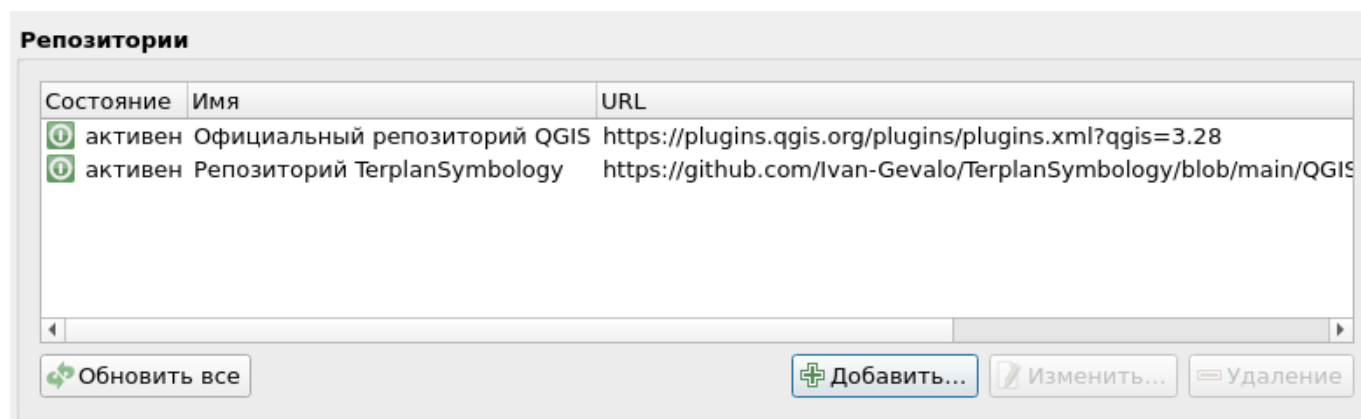 Репозитории
Состояние Имя URL
активен Официальный репозиторий QGIS https://plugins.qgis.org/plugins/plugins.xml?qgis=3.28
активен Репозиторий TerplanSymbology https://github.com/Ivan-Gevalo/TerplanSymbology/blob/main/QGIS
Обновить все Добавить... Изменить... Удаление